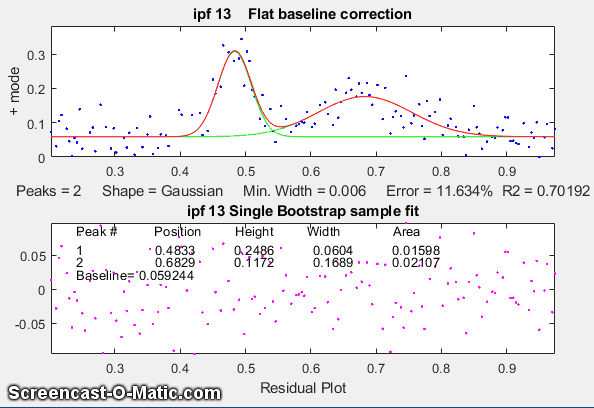 ipf 13 Flat baseline correction
0.3
0.2
0.1
0
+ mode
0.3 0.4 0.5 0.6 0.7 0.8 0.9
Peaks = 2 Shape = Gaussian Min. Width = 0.006 Error = 11.634% R2 = 0.70192
ipf 13 Single Bootstrap sample fit
Peak # Position Height Width Area
1 0.4833 0.2486 0.0604 0.01598
2 0.6829 0.1172 0.1689 0.02107
Baseline= 0.059244
0.05
0
-0.05
0.3 0.4 0.5 0.6 0.7 0.8 0.9
Residual Plot
Screencast-O-Matic.com